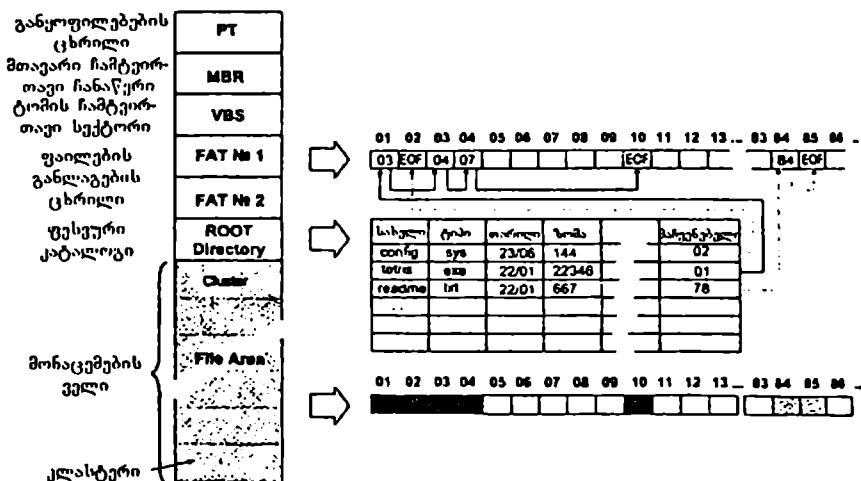 განყოფილებების
ცხრილი
PT
მთავარი ჩამტვირ-
თავი ჩანაწერი
MBR
ტომის ჩამტვირ-
თავი სექტორი
VBS
ფაილების
განლაგების
ცხრილი
FAT № 1
FAT № 2
ფესვური
კატალოგი
ROOT
Directory
Cluster
მონაცემების
ველი
File Area
კლასტერი
01 02 03 04 05 06 07 08 09 10 11 12 13 ... 83 84 85 86 ...
03 EOF 04 07 EOF 84 EOF
სახელი ტიპი თარიღი ზომა მაჩვენებელი
config sys 23/06 144 02
tetris exe 22/01 22346 01
readme txt 22/01 667 78
01 02 03 04 05 06 07 08 09 10 11 12 13 ... 83 84 85 86 ...